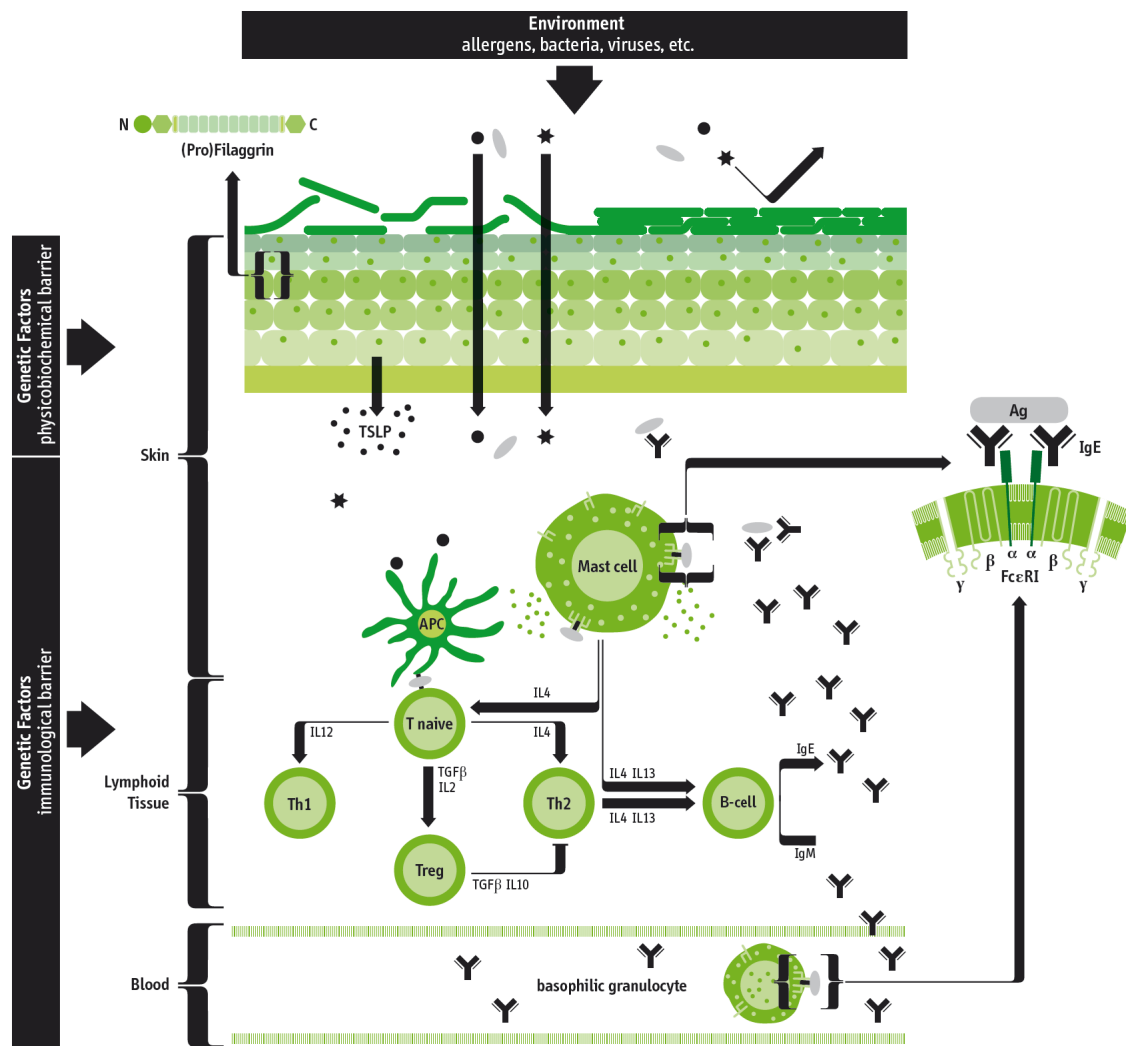 Environment
allergens, bacteria, viruses, etc.
N
C
(Pro)Filaggrin
Genetic Factors
physicobiochemical barrier
TSLP
Skin
Ag
IgE
Mast cell
β
α
α
β
γ
FcεRI
γ
APC
Genetic Factors
immunological barrier
IL4
T naive
IL12
IL4
IgE
TGFβ
IL2
IL4 IL13
Lymphoid
Tissue
Th1
Th2
B-cell
IL4 IL13
IgM
Treg
TGFβ IL10
Blood
basophilic granulocyte